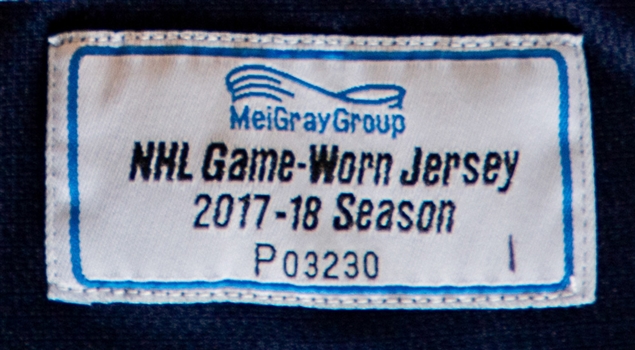 MeiGrayGroup
NHL Game-Worn Jersey
2017-18 Season
P03230 |